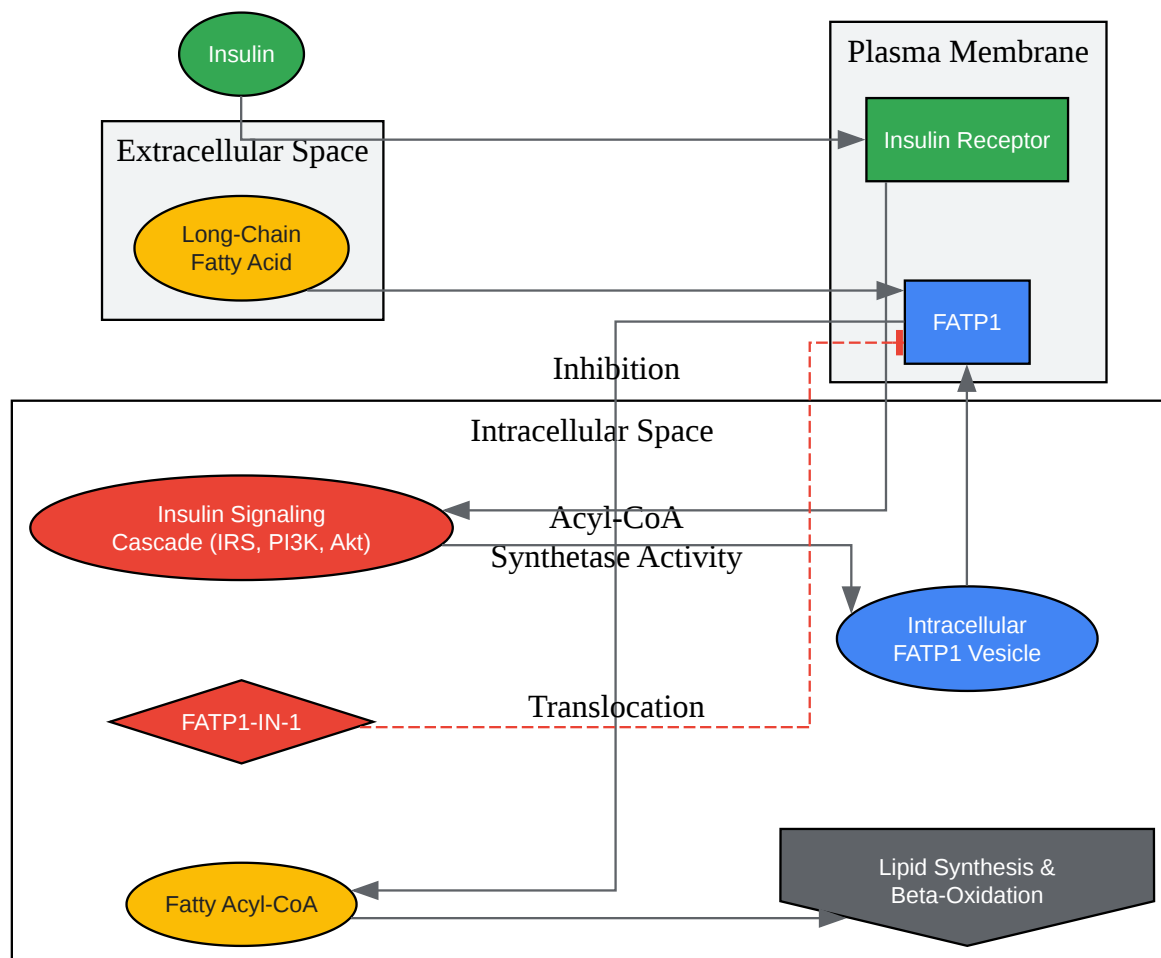 Insulin
Plasma Membrane
Insulin Receptor
Extracellular Space
Long-Chain
Fatty Acid
FATP1
Inhibition
Intracellular Space
Insulin Signaling
Cascade (IRS, PI3K, Akt)
Acyl-CoA
Synthetase Activity
Intracellular
FATP1 Vesicle
FATP1-IN-1
Translocation
Lipid Synthesis &
Beta-Oxidation
Fatty Acyl-CoA